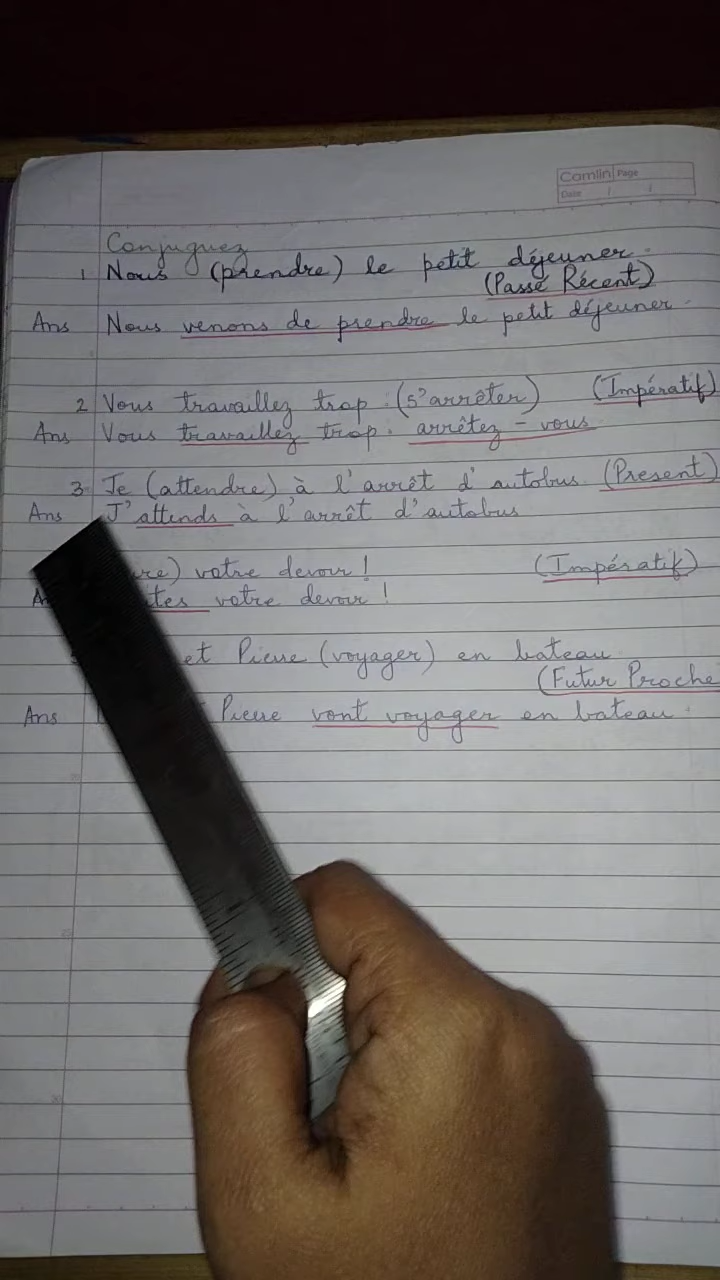 Camlin Page
Date / /
Conjuguez
1 Nous (prendre) le petit déjeuner.
(Passé Récent)
Ans Nous venons de prendre le petit déjeuner.
2 Vous travaillez trop. (s'arrêter) (Impératif)
Ans Vous travaillez trop. arrêtez-vous
3 Je (attendre) à l'arrêt d'autobus (Present)
Ans J'attends à l'arrêt d'autobus
votre devoir! (Impératif)
votre devoir!
et Pierre (voyager) en bateau
(Futur Proche
Ans Pierre vont voyager en bateau.